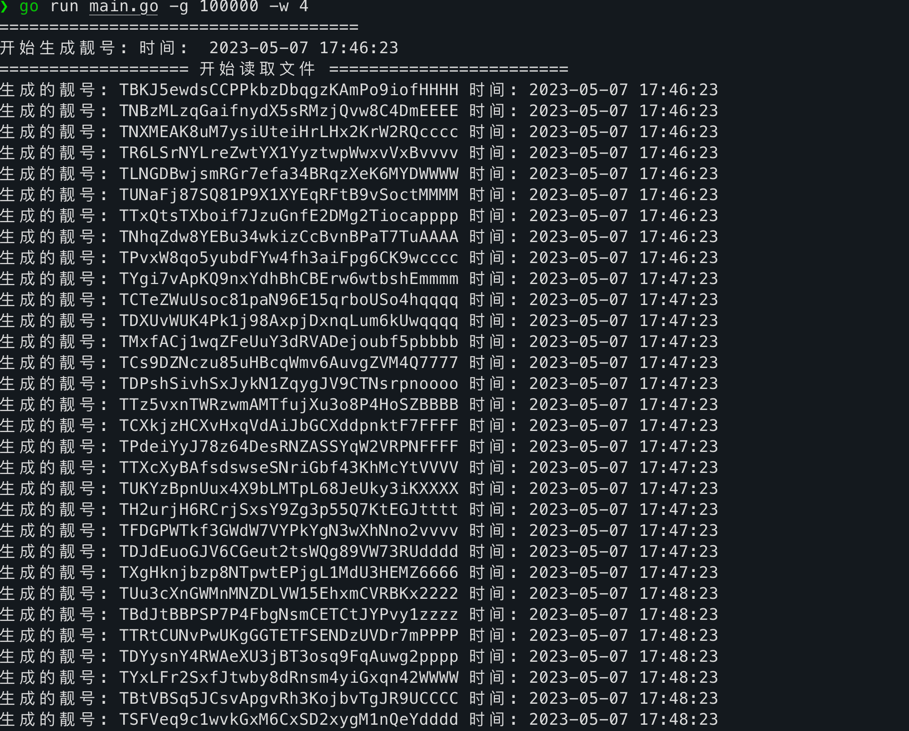 ❯ go run main.go -g 100000 -w 4
====================================
开始生成靓号: 时间:  2023-05-07 17:46:23
=================== 开始读取文件 ========================
生成的靓号: TBKJ5ewdsCCPPkbzDbqgzKAmPo9iofHHHH 时间: 2023-05-07 17:46:23
生成的靓号: TNBzMLzqGaifnydX5sRMzjQvw8C4DmEEEE 时间: 2023-05-07 17:46:23
生成的靓号: TNXMEAK8uM7ysiUteiHrLHx2KrW2RQcccc 时间: 2023-05-07 17:46:23
生成的靓号: TR6LSrNYLreZwtYX1YyztwpWwxvVxBvvvv 时间: 2023-05-07 17:46:23
生成的靓号: TLNGDBwjsmRGr7efa34BRqzXeK6MYDWWWW 时间: 2023-05-07 17:46:23
生成的靓号: TUNaFj87SQ81P9X1XYEqRFtB9vSoctMMMM 时间: 2023-05-07 17:46:23
生成的靓号: TTxQtsTXboif7JzuGnfE2DMg2Tiocapppp 时间: 2023-05-07 17:46:23
生成的靓号: TNhqZdw8YEBu34wkizCcBvnBPaT7TuAAAA 时间: 2023-05-07 17:46:23
生成的靓号: TPvxW8qo5yubdFYw4fh3aiFpg6CK9wcccc 时间: 2023-05-07 17:46:23
生成的靓号: TYgi7vApKQ9nxYdhBhCBErw6wtbshEmmmm 时间: 2023-05-07 17:46:23
生成的靓号: TCTeZWuUsoc81paN96E15qrboUSo4hqqqq 时间: 2023-05-07 17:47:23
生成的靓号: TDXUvWUK4Pk1j98AxpjDxnqLum6kUwqqqq 时间: 2023-05-07 17:47:23
生成的靓号: TMxfACj1wqZFeUuY3dRVADejoubf5pbbbb 时间: 2023-05-07 17:47:23
生成的靓号: TCs9DZNczu85uHBcqWmv6AuvgZVM4Q7777 时间: 2023-05-07 17:47:23
生成的靓号: TDPshSivhSxJykN1ZqygJV9CTNsrpnoooo 时间: 2023-05-07 17:47:23
生成的靓号: TTz5vxnTWRzwmAMTfujXu3o8P4HoSZBBBB 时间: 2023-05-07 17:47:23
生成的靓号: TCXkjzHCXvHxqVdAiJbGCXddpnktF7FFFF 时间: 2023-05-07 17:47:23
生成的靓号: TPdeiYyJ78z64DesRNZASSYqW2VRPNFFFF 时间: 2023-05-07 17:47:23
生成的靓号: TTXcXyBAfsdswseSNriGbf43KhMcYtVVVV 时间: 2023-05-07 17:47:23
生成的靓号: TUKYzBpnUux4X9bLMTpL68JeUky3iKXXXX 时间: 2023-05-07 17:47:23
生成的靓号: TH2urjH6RCrjSxsY9Zg3p55Q7KtEGJtttt 时间: 2023-05-07 17:47:23
生成的靓号: TFDGPWTkf3GWdW7VYPkYgN3wXhNno2vvvv 时间: 2023-05-07 17:47:23
生成的靓号: TDJdEuoGJV6CGeut2tsWQg89VW73RUdddd 时间: 2023-05-07 17:47:23
生成的靓号: TXgHknjbzp8NTpwtEPjgL1MdU3HEMZ6666 时间: 2023-05-07 17:47:23
生成的靓号: TUu3cXnGWMnMNZDLVW15EhxmCVRBKx2222 时间: 2023-05-07 17:48:23
生成的靓号: TBdJtBBPSP7P4FbgNsmCETCtJYPvy1zzzz 时间: 2023-05-07 17:48:23
生成的靓号: TTRtCUNvPwUKgGGTETFSENDzUVDr7mPPPP 时间: 2023-05-07 17:48:23
生成的靓号: TDYysnY4RWAeXU3jBT3osq9FqAuwg2pppp 时间: 2023-05-07 17:48:23
生成的靓号: TYxLFr2SxfJtwby8dRnsm4yiGxqn42WWWW 时间: 2023-05-07 17:48:23
生成的靓号: TBtVBSq5JCsvApgvRh3KojbvTgJR9UCCCC 时间: 2023-05-07 17:48:23
生成的靓号: TSFVeq9c1wvkGxM6CxSD2xygM1nQeYdddd 时间: 2023-05-07 17:48:23